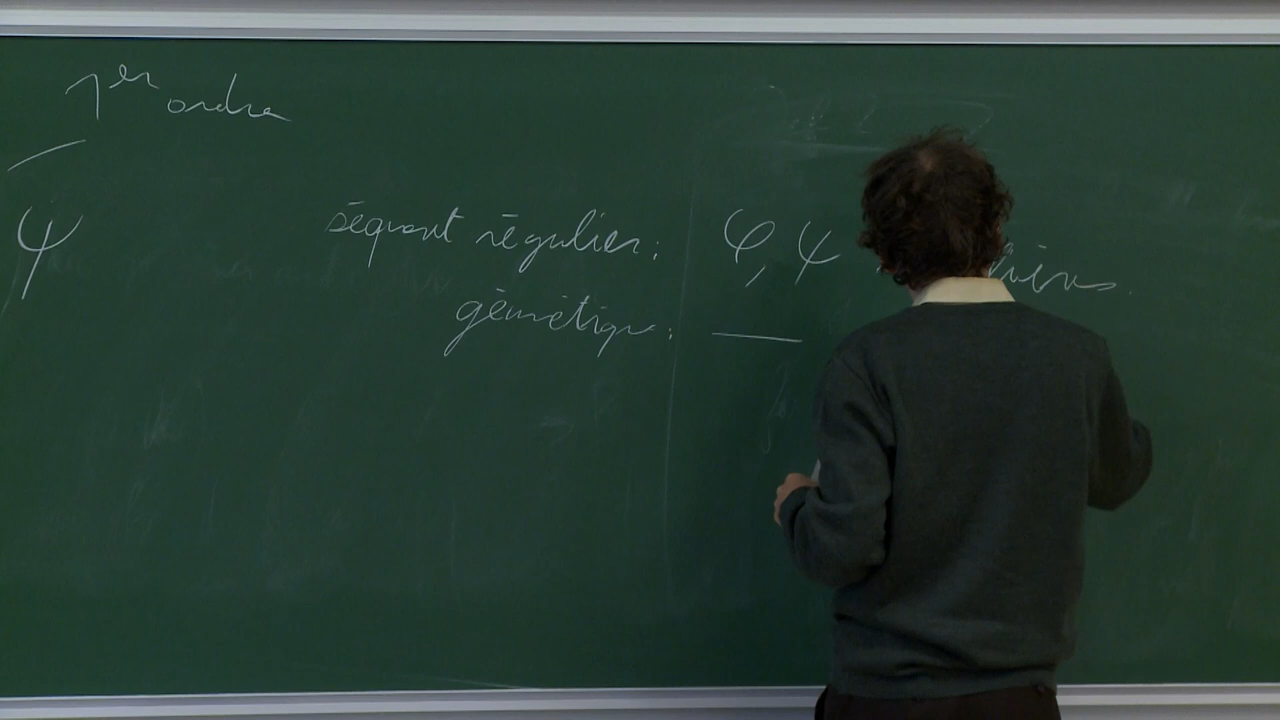 1er ordre
ψ
séquent régulier : φ, ψ
géométrique : —